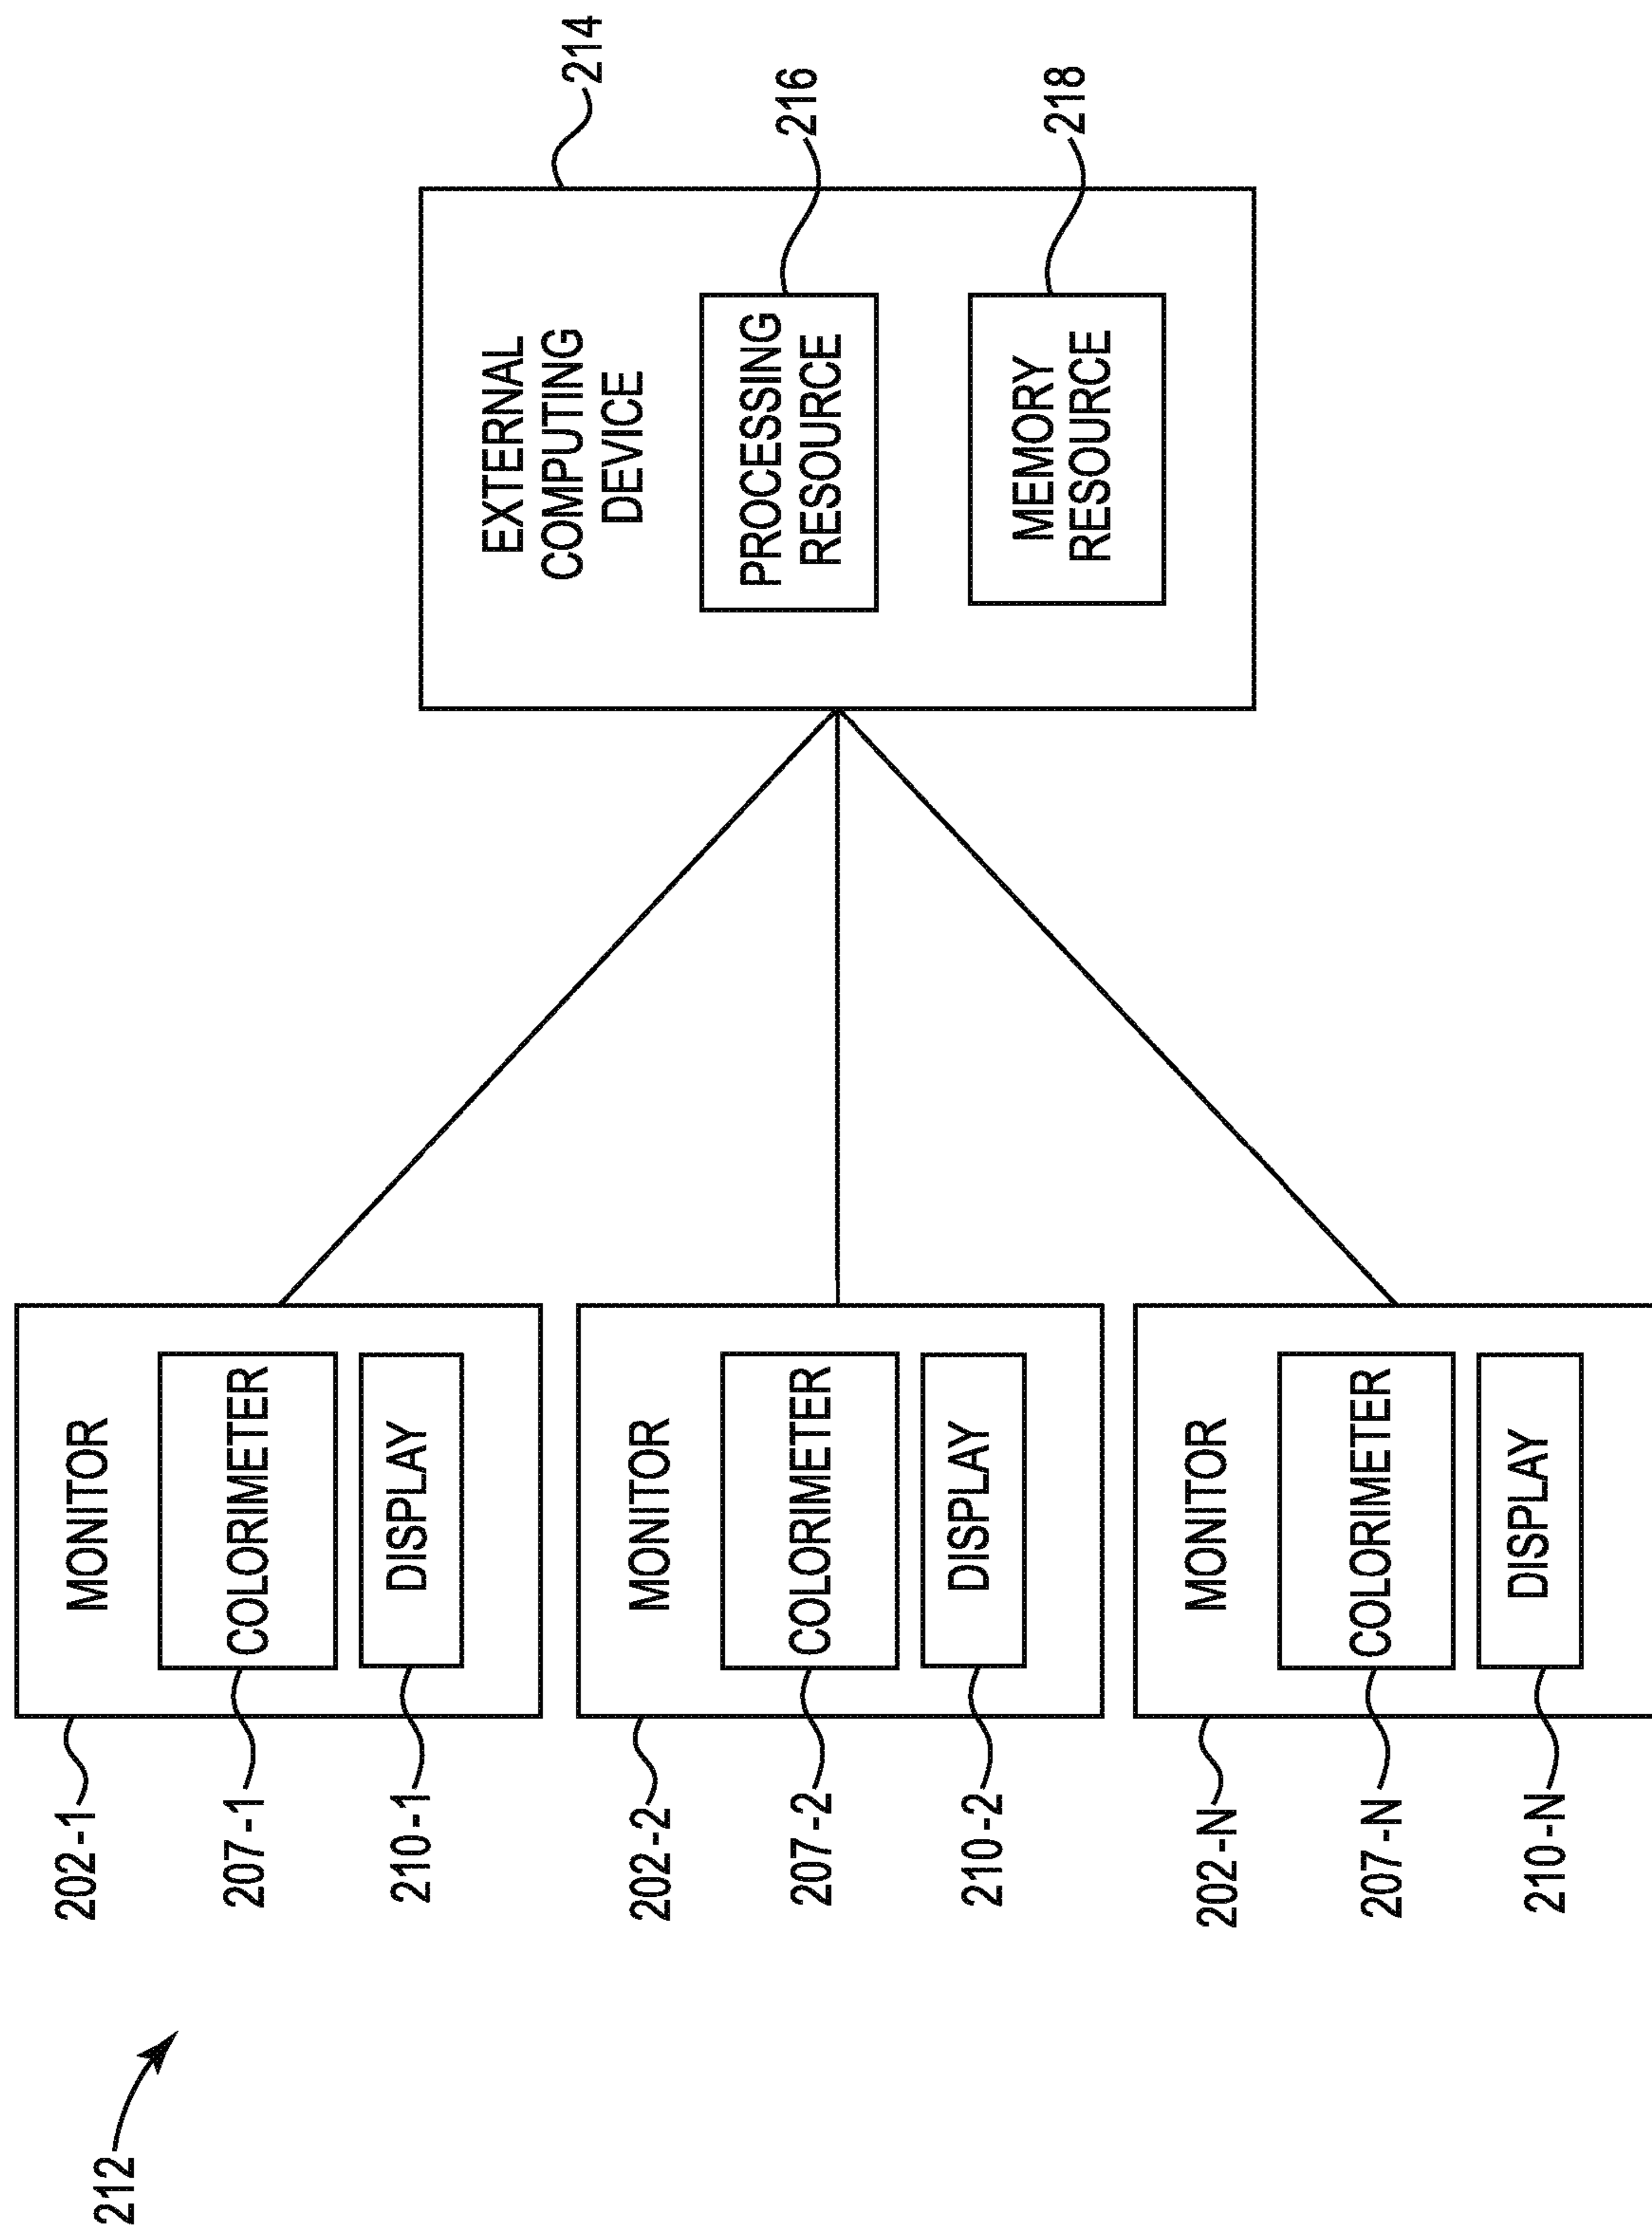 212
202-1
MONITOR
207-1
COLORIMETER
210-1
DISPLAY
202-2
MONITOR
207-2
COLORIMETER
210-2
DISPLAY
202-N
MONITOR
207-N
COLORIMETER
210-N
DISPLAY
214
EXTERNAL
COMPUTING
DEVICE
216
PROCESSING
RESOURCE
218
MEMORY
RESOURCE